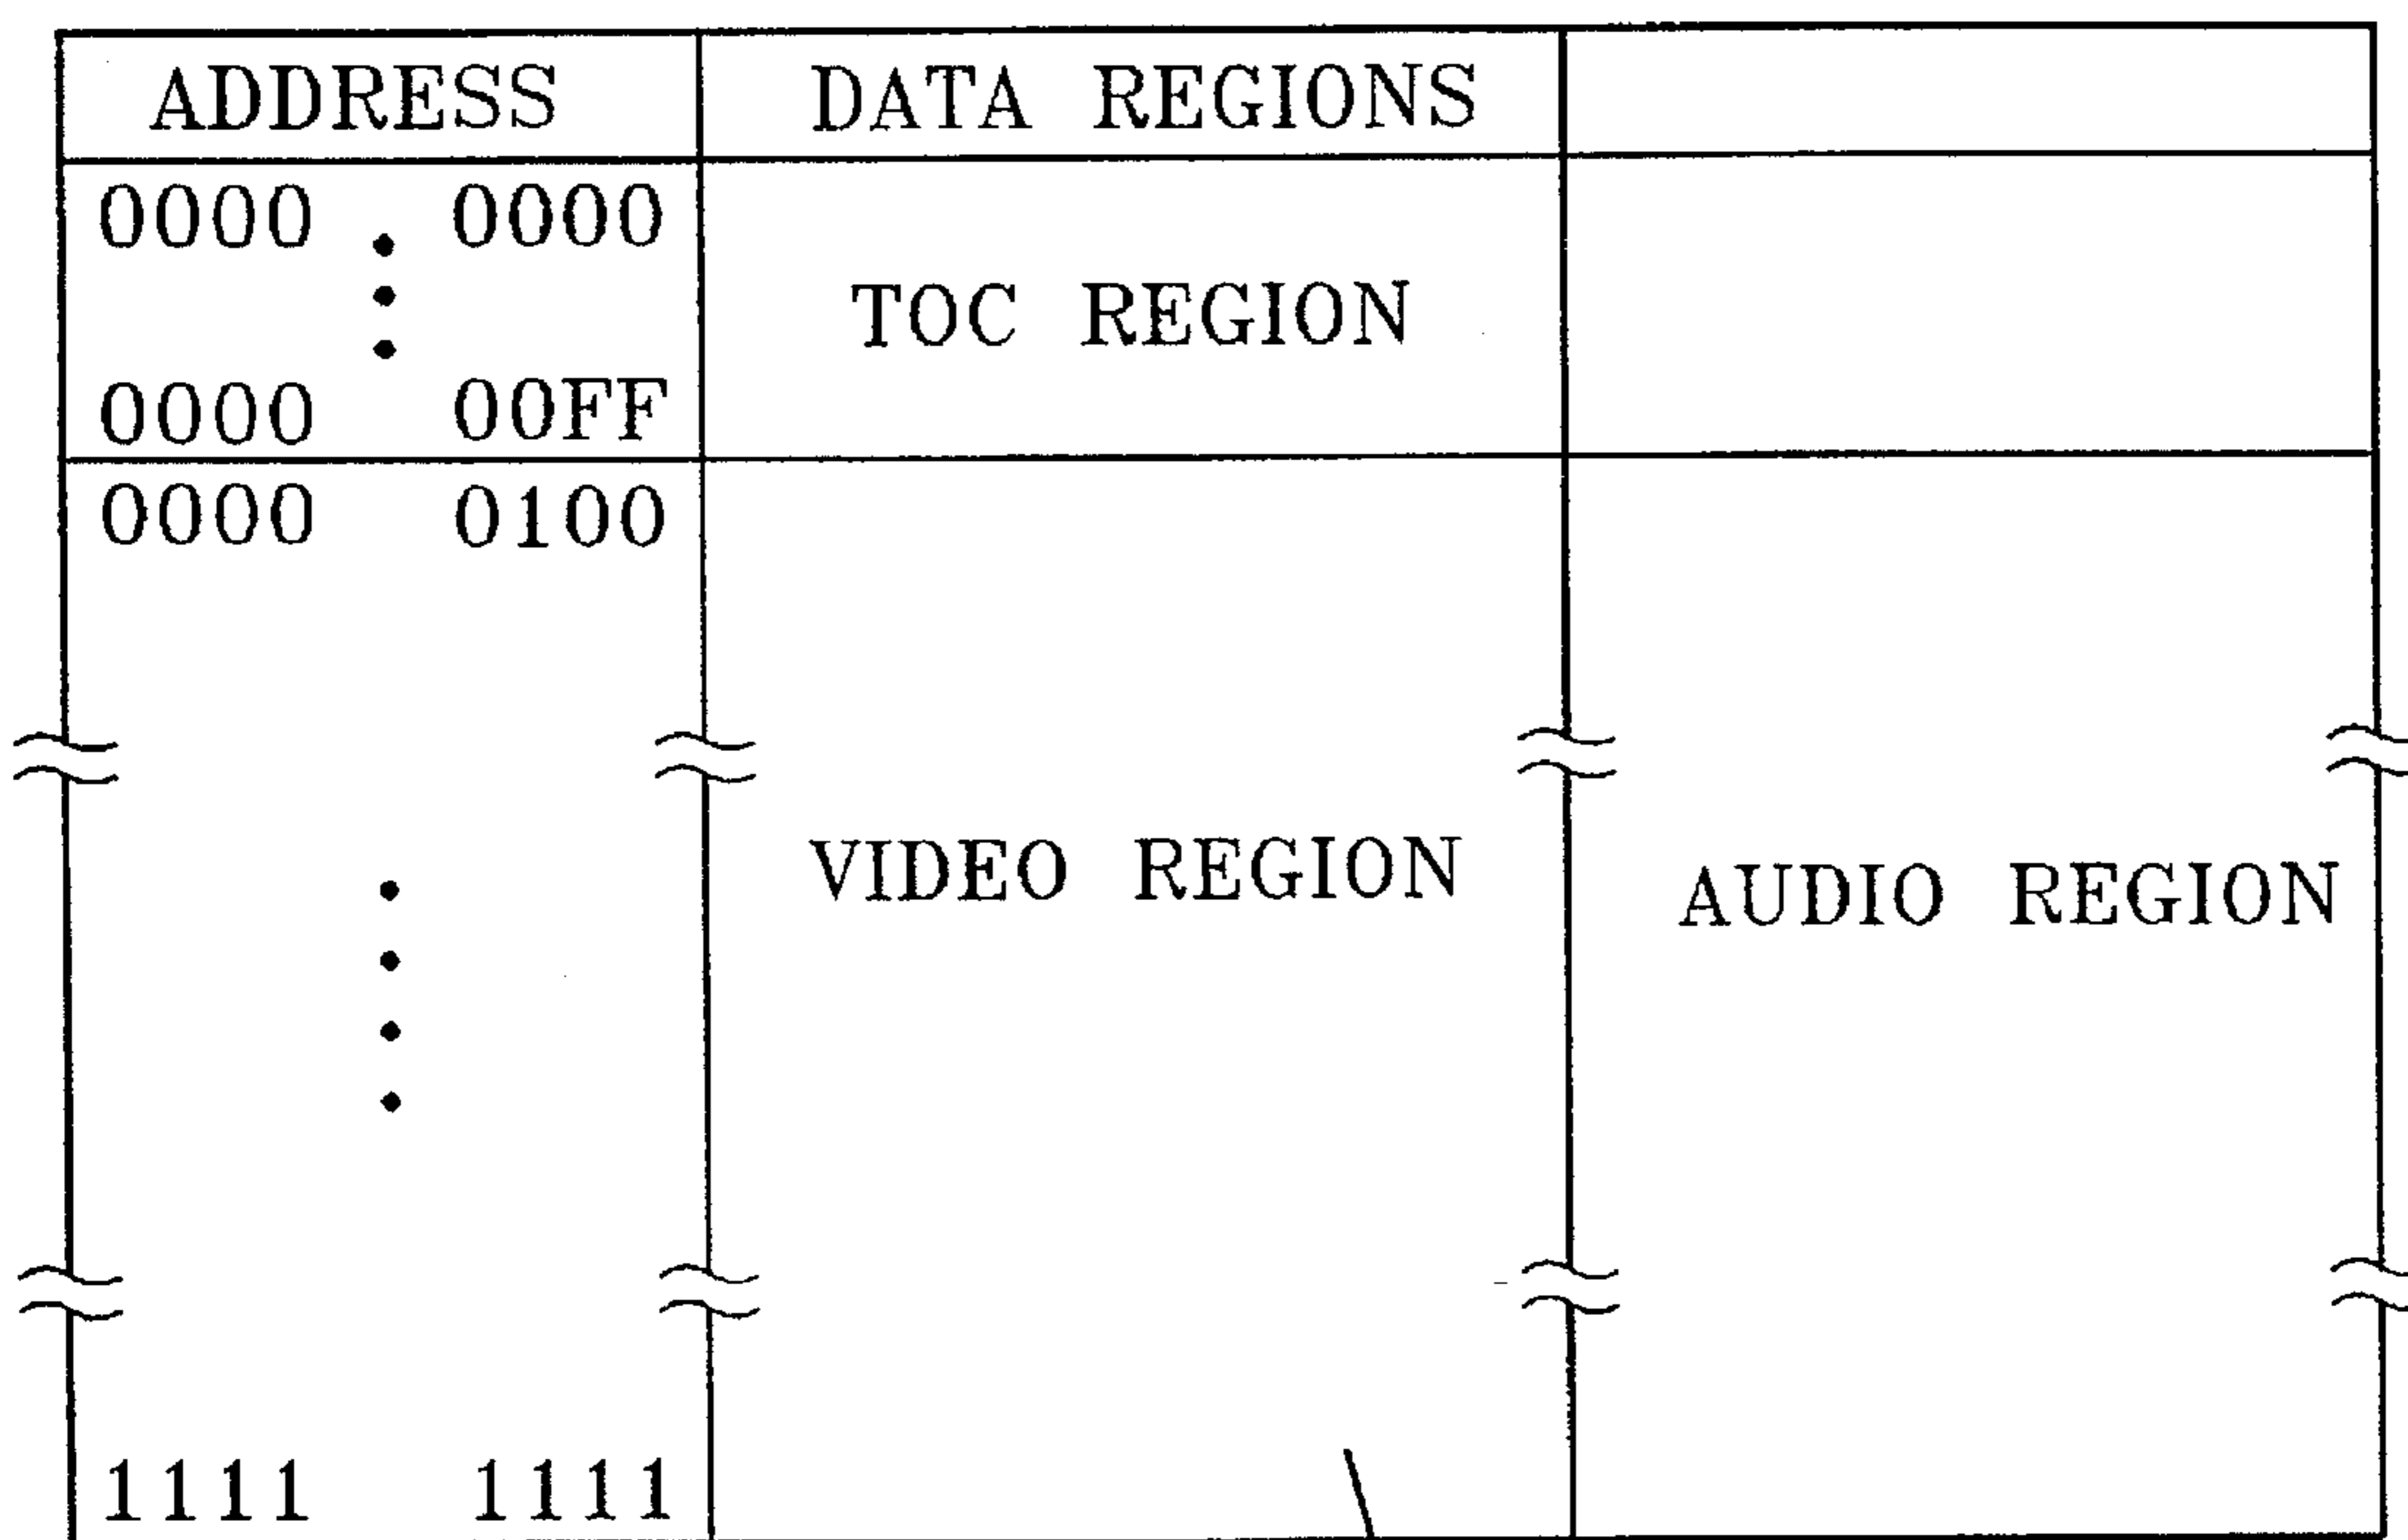 ADDRESS DATA REGIONS
0000 0000
TOC REGION
0000 00FF
0000 0100
VIDEO REGION
AUDIO REGION
1111 1111